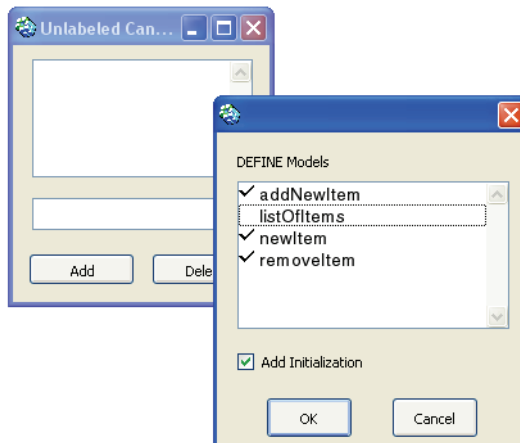 Unlabeled Can...
Add
Dele
DEFINE Models
addNewItem
listOfItems
newItem
removeItem
Add Initialization
OK
Cancel